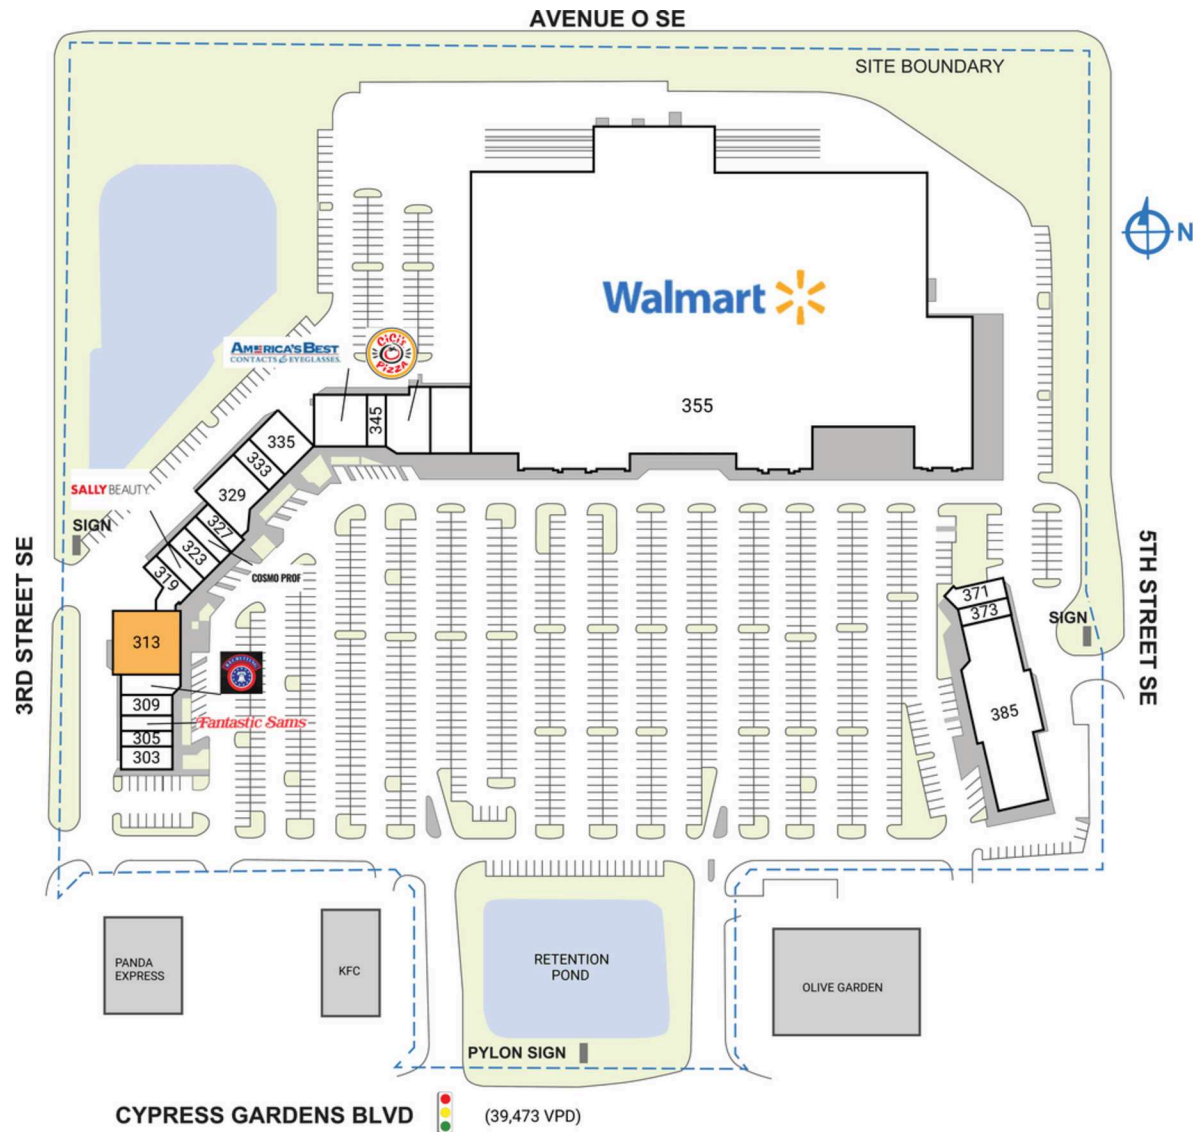 AVENUE O SE
SITE BOUNDARY
N
Walmart
AMERICA'S BEST
CONTACTS & EYEGLASSES
CiCi's
Pizza
355
345
335
333
329
SALLY BEAUTY
327
323
319
SIGN
COSMO PROF
3RD STREET SE
5TH STREET SE
371
373
SIGN
313
309
Fantastic Sams
305
303
385
PANDA
EXPRESS
KFC
RETENTION
POND
OLIVE GARDEN
PYLON SIGN
CYPRESS GARDENS BLVD
(39,473 VPD)